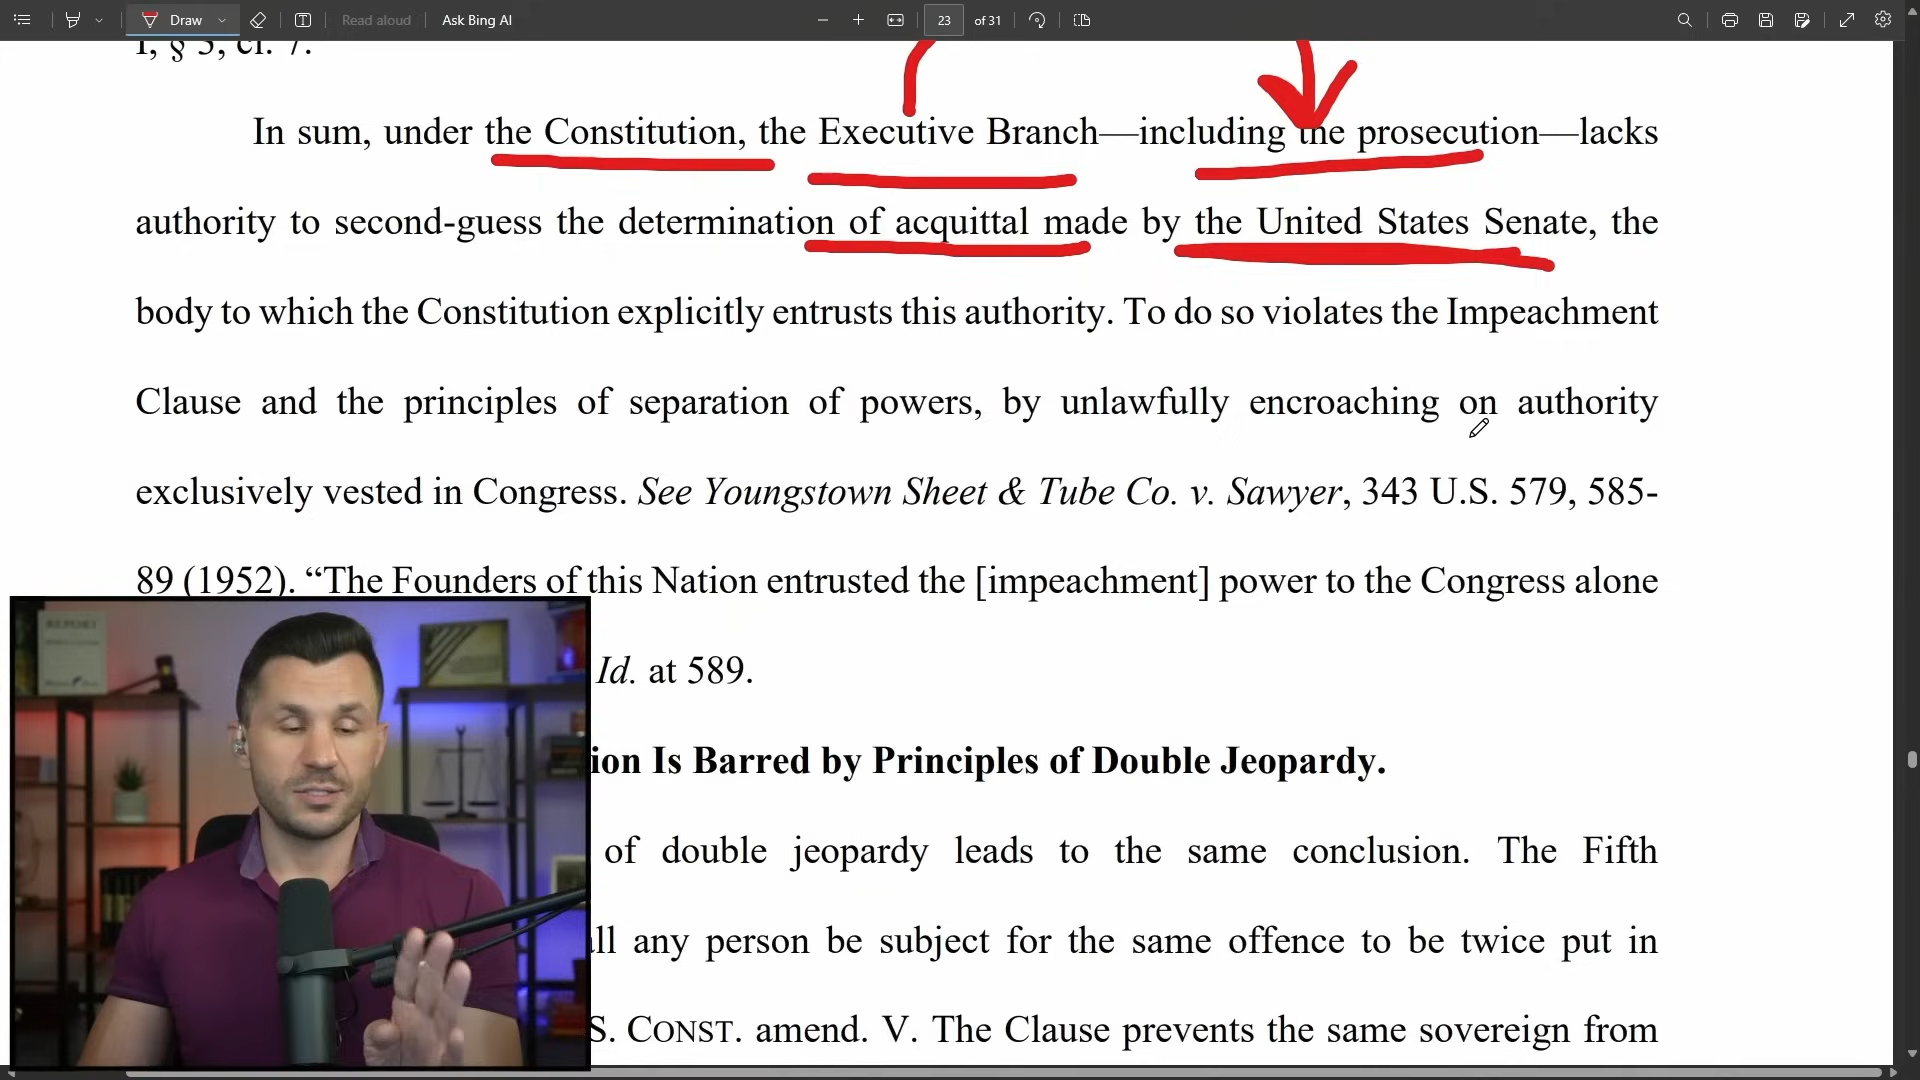 Draw
Read aloud
Ask Bing AI
23
of 31
I, § 3, cl. 7.
In sum, under the Constitution, the Executive Branch—including the prosecution—lacks
authority to second-guess the determination of acquittal made by the United States Senate, the
body to which the Constitution explicitly entrusts this authority. To do so violates the Impeachment
Clause and the principles of separation of powers, by unlawfully encroaching on authority
exclusively vested in Congress. See Youngstown Sheet & Tube Co. v. Sawyer, 343 U.S. 579, 585-
89 (1952). “The Founders of this Nation entrusted the [impeachment] power to the Congress alone
Id. at 589.
ion Is Barred by Principles of Double Jeopardy.
of double jeopardy leads to the same conclusion. The Fifth
all any person be subject for the same offence to be twice put in
S. CONST. amend. V. The Clause prevents the same sovereign from
REPORT